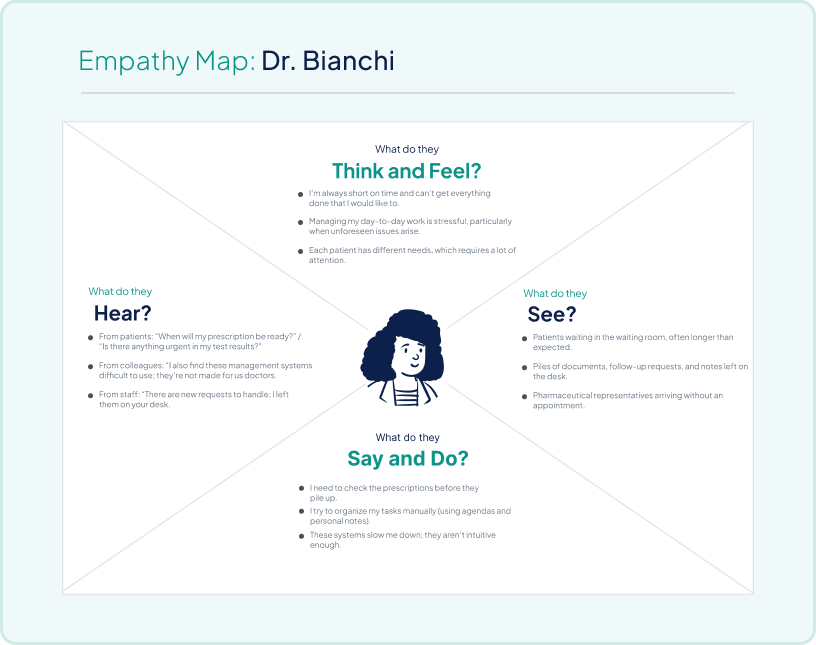 Empathy Map: Dr. Bianchi
What do they
Think and Feel?
I'm always short on time and can't get everything
done that I would like to.
Managing my day-to-day work is stressful, particularly
when unforeseen issues arise.
Each patient has different needs, which requires a lot of
attention.
What do they
Hear?
From patients: "When will my prescription be ready?" /
"Is there anything urgent in my test results?"
From colleagues: "I also find these management systems
difficult to use; they're not made for us doctors.
From staff: "There are new requests to handle; I left
them on your desk.
What do they
See?
Patients waiting in the waiting room, often longer than
expected.
Piles of documents, follow-up requests, and notes left on
the desk.
Pharmaceutical representatives arriving without an
appointment.
What do they
Say and Do?
I need to check the prescriptions before they
pile up.
I try to organize my tasks manually (using agendas and
personal notes).
These systems slow me down; they aren't intuitive
enough.